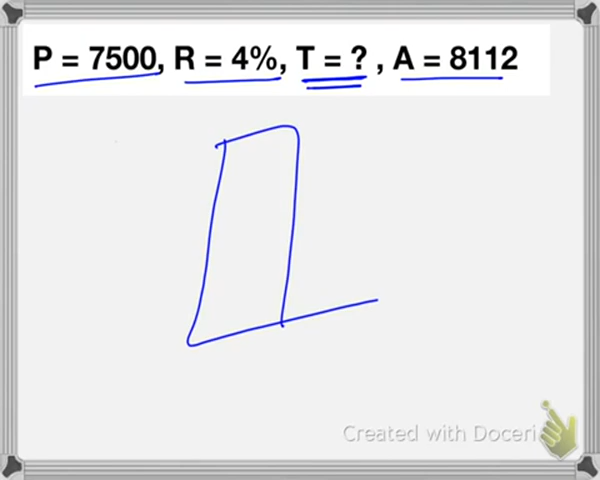 P = 7500, R = 4%, T = ? , A = 8112
Created with Doceri